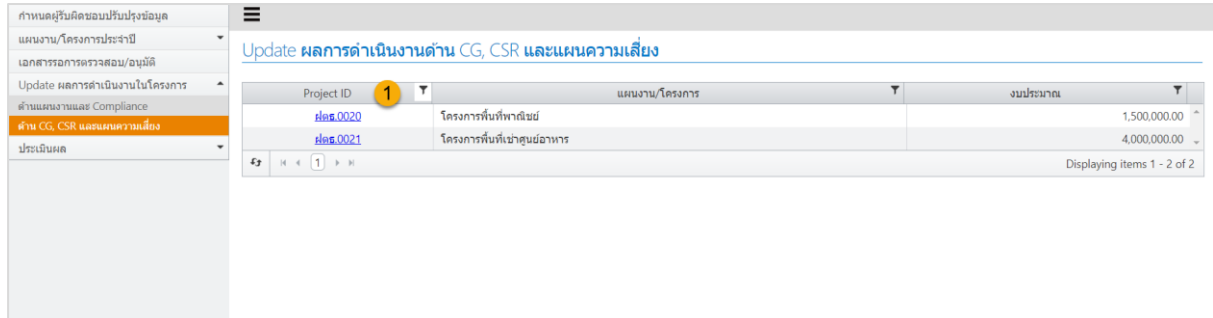 กำหนดผู้รับผิดชอบปรับปรุงข้อมูล
แผนงาน/โครงการประจำปี
เอกสารรอการตรวจสอบ/อนุมัติ
Update ผลการดำเนินงานในโครงการ
ด้านแผนงานและ Compliance
ด้าน CG, CSR และแผนความเสี่ยง
ประเมินผล
Update ผลการดำเนินงานด้าน CG, CSR และแผนความเสี่ยง
Project ID 1 แผนงาน/โครงการ งบประมาณ
ฝตธ.0020 โครงการพื้นที่พาณิชย์ 1,500,000.00
ฝตธ.0021 โครงการพื้นที่เช่าศูนย์อาหาร 4,000,000.00
1 Displaying items 1 - 2 of 2